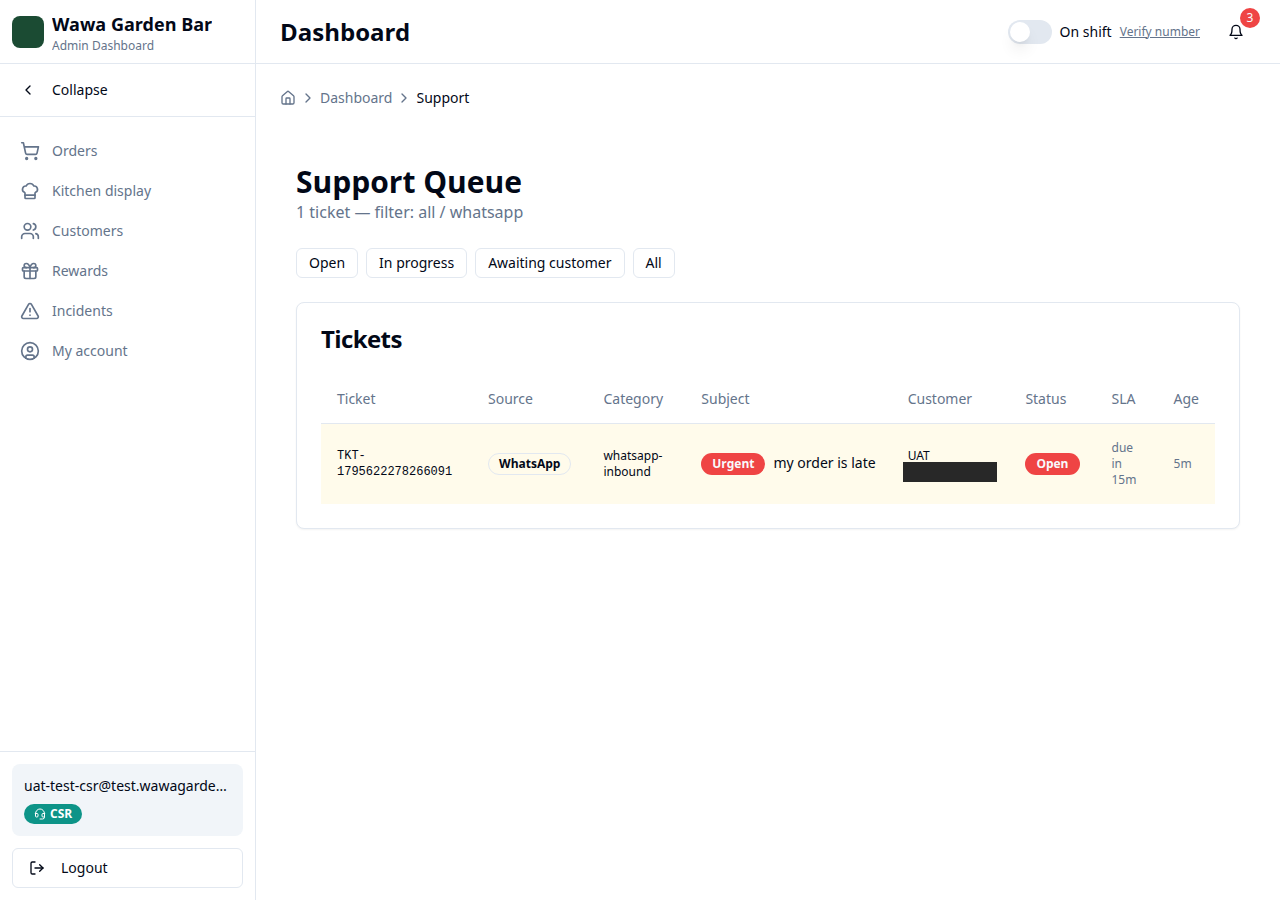 Wawa Garden Bar
Admin Dashboard
Dashboard
On shift
Verify number
3
Collapse
Dashboard
Support
Orders
Kitchen display
Customers
Rewards
Incidents
My account
Support Queue
1 ticket — filter: all / whatsapp
Open
In progress
Awaiting customer
All
Tickets
Ticket
Source
Category
Subject
Customer
Status
SLA
Age
TKT-
1795622278266091
WhatsApp
whatsapp-
inbound
Urgent
my order is late
UAT
Open
due
in
15m
5m
uat-test-csr@test.wawagarde...
CSR
Logout